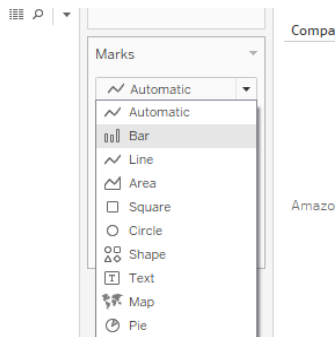 Compa
Marks
Automatic
Automatic
Bar
Line
Area
Square
Amazo
Circle
Shape
T Text
Map
Pie